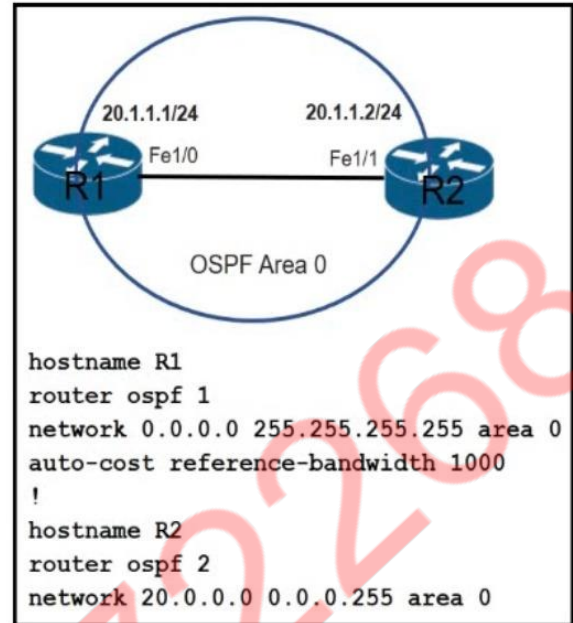 20.1.1.1/24
20.1.1.2/24
Fe1/0
Fe1/1
R1
R2
OSPF Area 0
hostname R1
router ospf 1
network 0.0.0.0 255.255.255.255 area 0
auto-cost reference-bandwidth 1000
!
hostname R2
router ospf 2
network 20.0.0.0 0.0.0.255 area 0